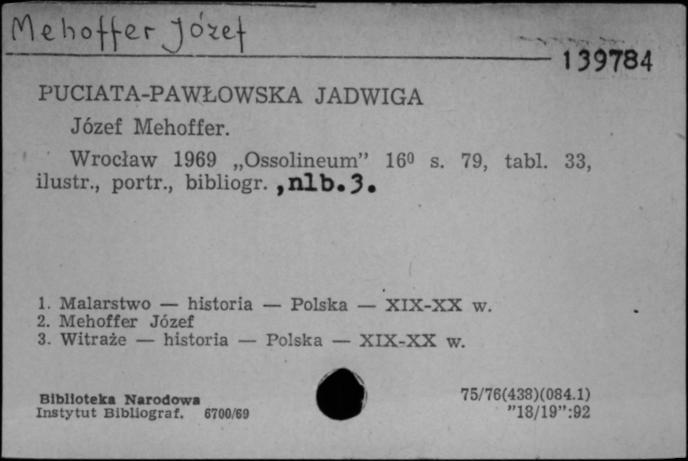 Mehoffer Józef
139784
PUCIATA-PAWŁOWSKA JADWIGA
Józef Mehoffer.
Wrocław 1969 „Ossolineum” 16⁰ s. 79, tabl. 33,
ilustr., portr., bibliogr. , nlb. 3.
1. Malarstwo — historia — Polska — XIX-XX w.
2. Mehoffer Józef
3. Witraże — historia — Polska — XIX-XX w.
Biblioteka Narodowa
Instytut Bibliograf. 6700/69
75/76(438)(084.1)
”18/19”:92